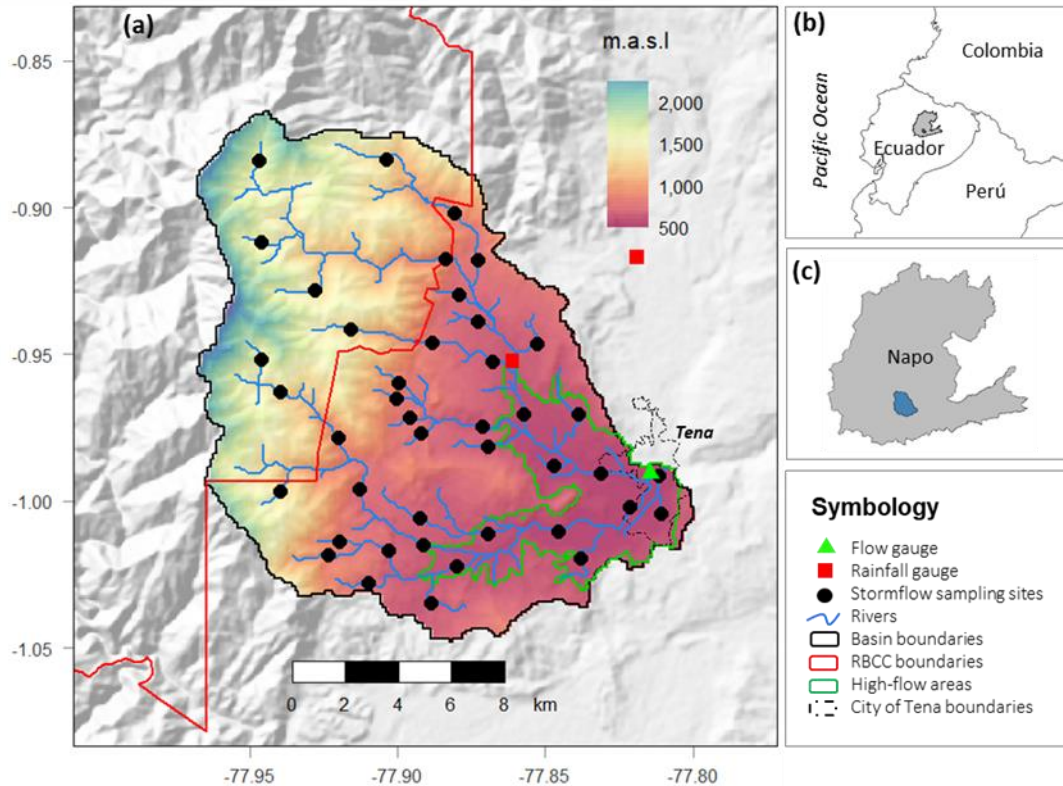 (a)
m.a.s.l
2,000
1,500
1,000
500
Tena
-0.85
-0.90
-0.95
-1.00
-1.05
0 2 4 6 8 km
-77.95
-77.90
-77.85
-77.80
(b)
Colombia
Pacific Ocean
Ecuador
Perú
(c)
Napo
Symbology
Flow gauge
Rainfall gauge
Stormflow sampling sites
Rivers
Basin boundaries
RBCC boundaries
High-flow areas
City of Tena boundaries